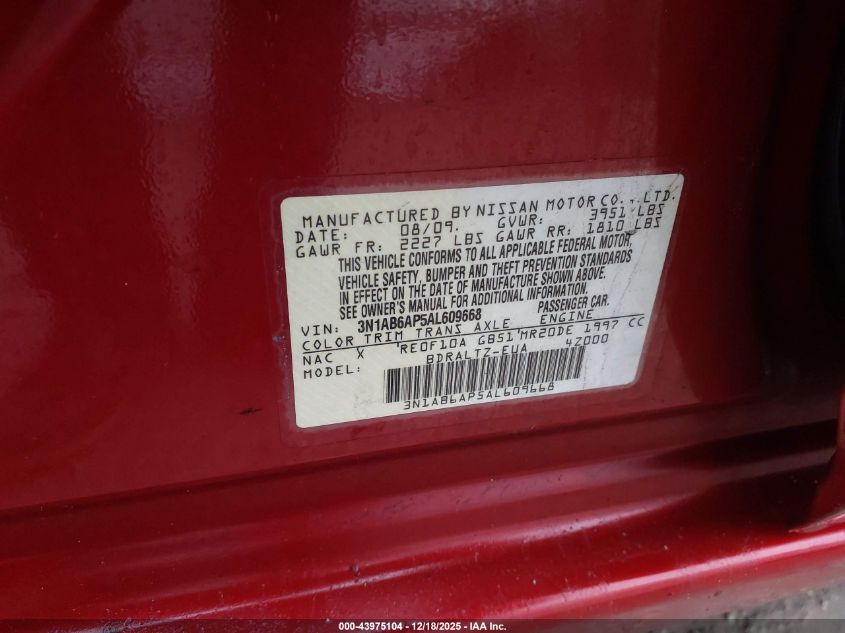 MANUFACTURED BY NISSAN MOTOR CO., LTD.
DATE: 08/09. GVWR: 3951 LBS
GAWR FR: 2227 LBS GAWR RR: 1810 LBS
THIS VEHICLE CONFORMS TO ALL APPLICABLE FEDERAL MOTOR
VEHICLE SAFETY, BUMPER AND THEFT PREVENTION STANDARDS
IN EFFECT ON THE DATE OF MANUFACTURE SHOWN ABOVE.
SEE OWNER'S MANUAL FOR ADDITIONAL INFORMATION.
VIN: 3N1AB6AP5AL609668 PASSENGER CAR.
COLOR TRIM TRANS AXLE ENGINE
NAC X RE0F10A GB51 MR20DE 1997 CC
MODEL: BDRALTZ-EUA 4Z000
3N1AB6AP5AL609668
000-43975104 - 12/18/2025 - IAA Inc.